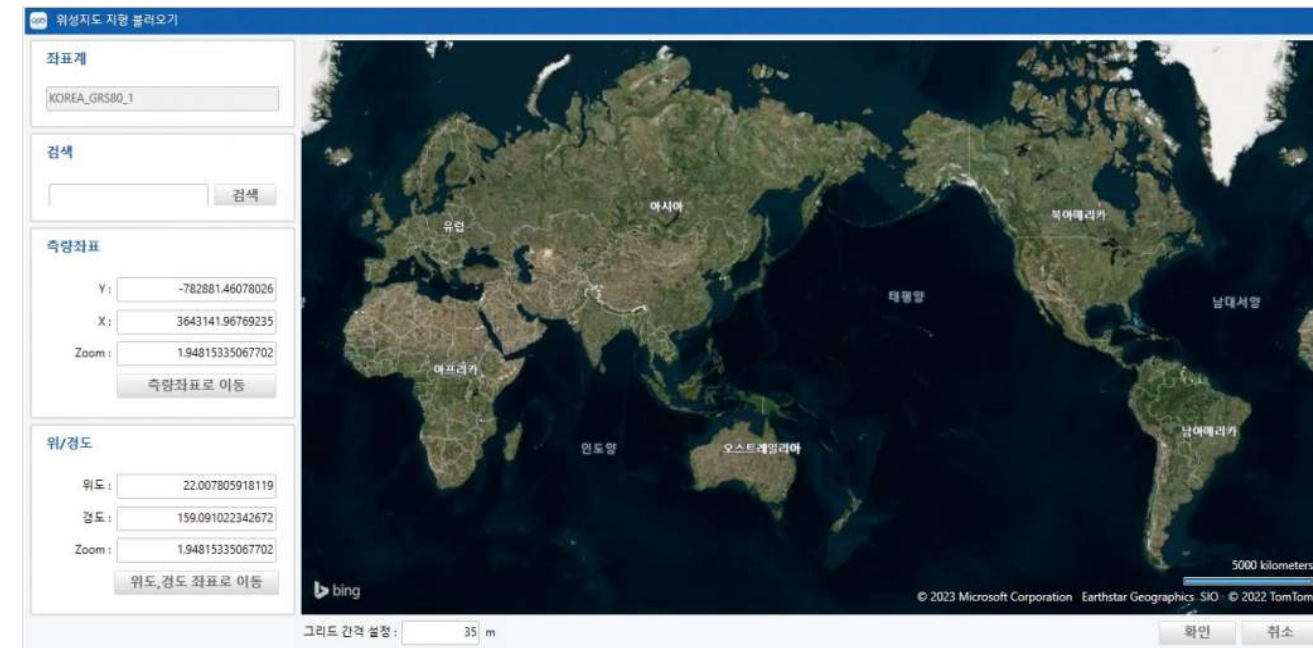 위성지도 지형 불러오기
좌표계
KOREA_GRS80_1
검색
검색
측량좌표
Y : -782881.46078026
X : 3643141.96769235
Zoom : 1.94815335067702
측량좌표로 이동
위/경도
위도 : 22.007805918119
경도 : 159.091022342672
Zoom : 1.94815335067702
위도,경도 좌표로 이동
유럽
아시아
북아메리카
태평양
남대서양
아프리카
인도양
오스트레일리아
남아메리카
5000 kilometers
bing
© 2023 Microsoft Corporation Earthstar Geographics SIO © 2022 TomTom
그리드 간격 설정 : 35 m
확인 취소